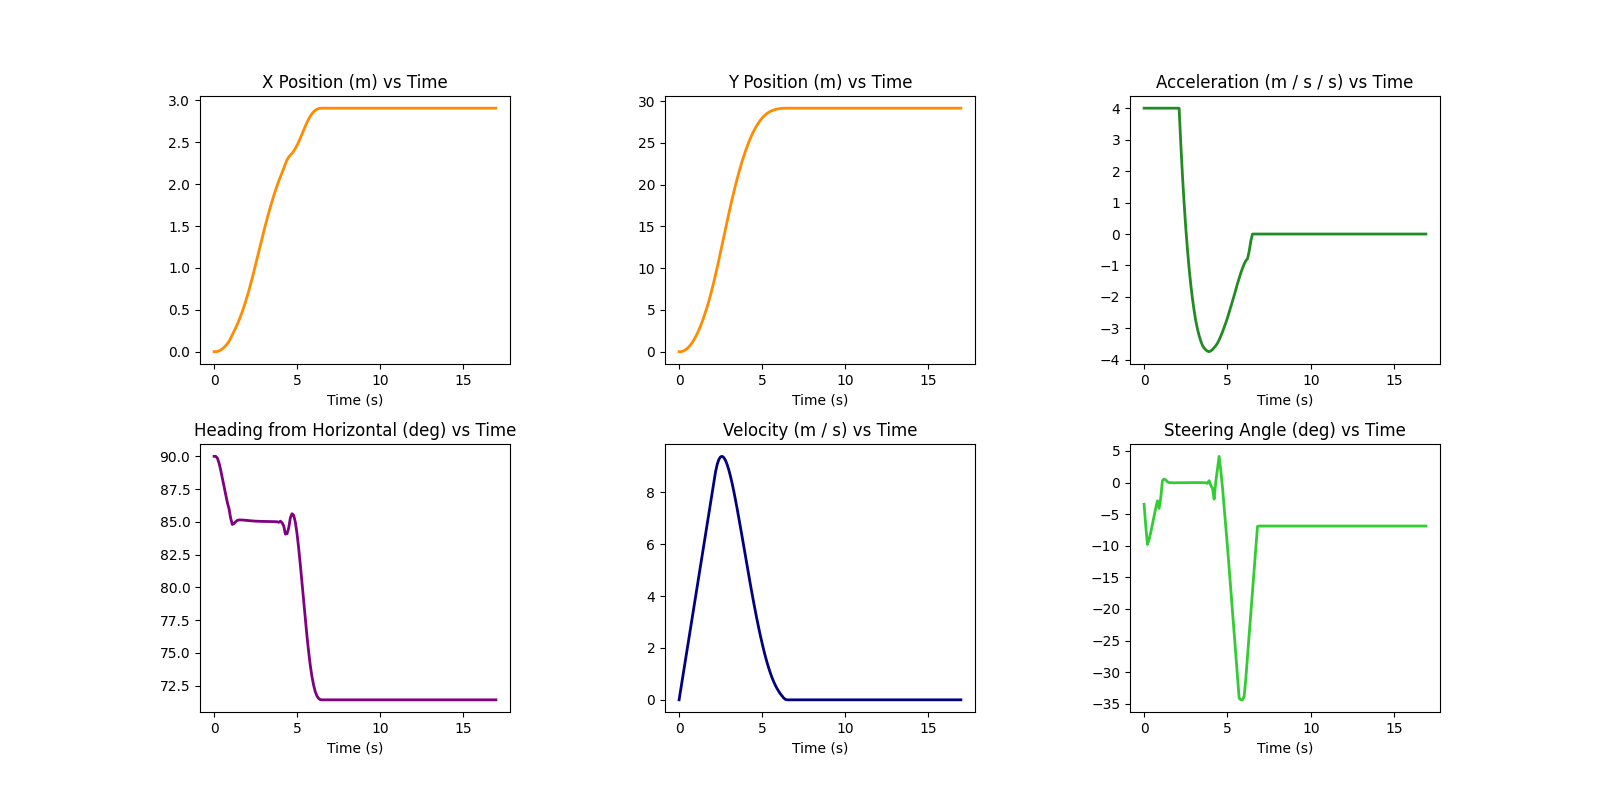 X Position (m) vs Time
3.0
2.5
2.0
1.5
1.0
0.5
0.0
0 5 10 15
Time (s)
Y Position (m) vs Time
30
25
20
15
10
5
0
0 5 10 15
Time (s)
Acceleration (m / s / s) vs Time
4
3
2
1
0
−1
−2
−3
−4
0 5 10 15
Time (s)
Heading from Horizontal (deg) vs Time
90.0
87.5
85.0
82.5
80.0
77.5
75.0
72.5
0 5 10 15
Time (s)
Velocity (m / s) vs Time
8
6
4
2
0
0 5 10 15
Time (s)
Steering Angle (deg) vs Time
5
0
−5
−10
−15
−20
−25
−30
−35
0 5 10 15
Time (s)